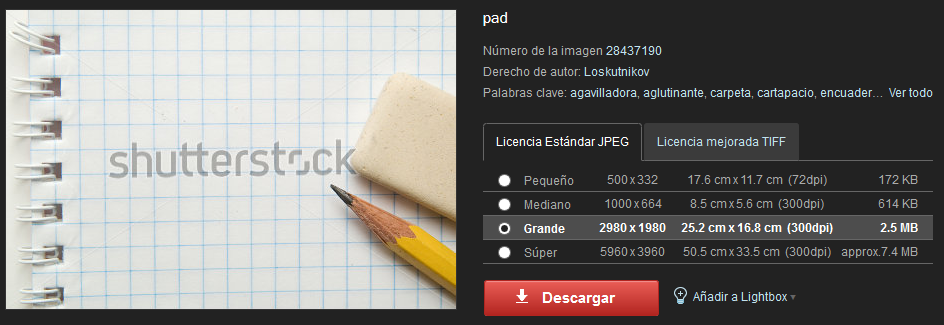 shutterstock
pad
Número de la imagen 28437190
Derecho de autor: Loskutnikov
Palabras clave: agavilladora, aglutinante, carpeta, cartapacio, encuader... Ver todo
Licencia Estándar JPEG Licencia mejorada TIFF
Pequeño 500 x 332 17.6 cm x 11.7 cm (72dpi) 172 KB
Mediano 1000 x 664 8.5 cm x 5.6 cm (300dpi) 614 KB
Grande 2980 x 1980 25.2 cm x 16.8 cm (300dpi) 2.5 MB
Súper 5960 x 3960 50.5 cm x 33.5 cm (300dpi) approx.7.4 MB
Descargar Añadir a Lightbox